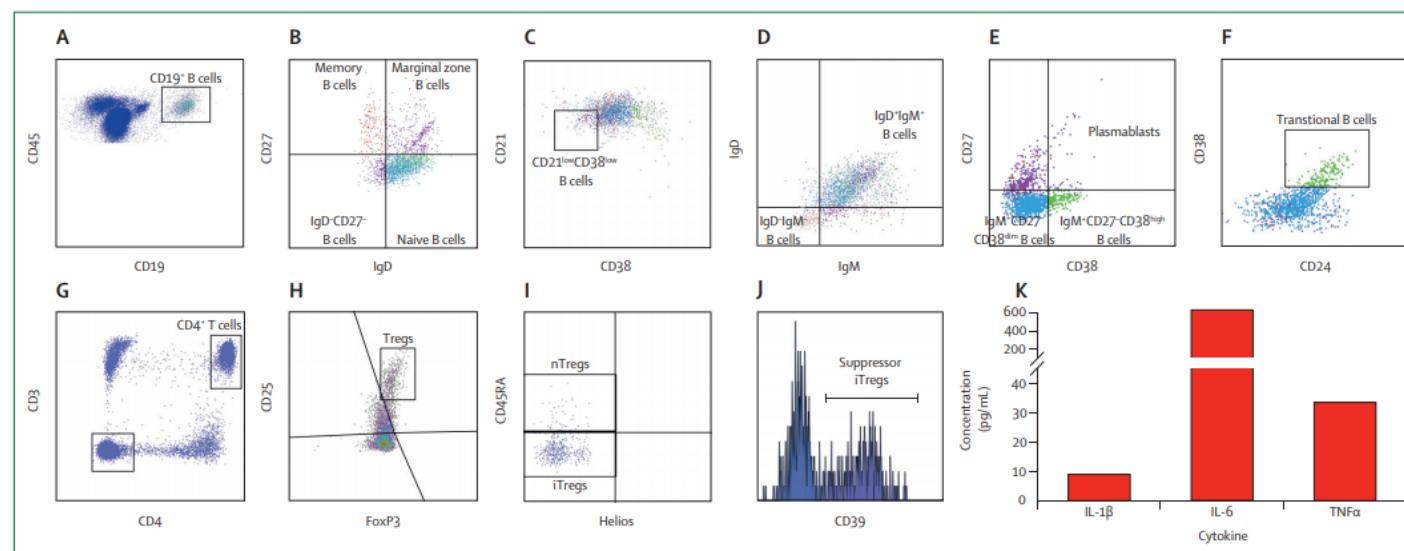 A
CD45
CD19⁺ B cells
CD19
B
CD27
Memory
B cells
Marginal zone
B cells
IgD⁻CD27⁻
B cells
Naive B cells
IgD
C
CD21
CD21ˡᵒʷCD38ˡᵒʷ
B cells
CD38
D
IgD
IgD⁺IgM⁺
B cells
IgD⁻IgM⁻
B cells
IgM
E
CD27
Plasmablasts
IgM⁺CD27⁻
CD38ᵈⁱᵐ B cells
IgM⁺CD27⁻CD38ʰⁱᵍʰ
B cells
CD38
F
CD38
Transtional B cells
CD24
G
CD3
CD4⁺ T cells
CD4
H
CD25
Tregs
FoxP3
I
CD45RA
nTregs
iTregs
Helios
J
Suppressor
iTregs
CD39
K
Concentration
(pg/mL)
600
400
200
40
30
20
10
0
IL-1β
IL-6
TNFα
Cytokine